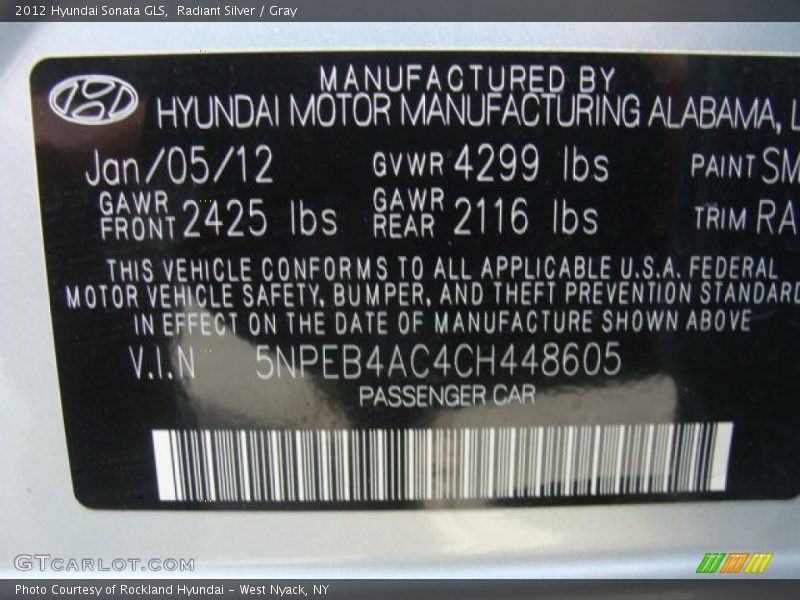 2012 Hyundai Sonata GLS, Radiant Silver / Gray
MANUFACTURED BY
HYUNDAI MOTOR MANUFACTURING ALABAMA, L
Jan/05/12 GVWR 4299 lbs PAINT SM
GAWR FRONT 2425 lbs GAWR REAR 2116 lbs TRIM RA
THIS VEHICLE CONFORMS TO ALL APPLICABLE U.S.A. FEDERAL
MOTOR VEHICLE SAFETY, BUMPER, AND THEFT PREVENTION STANDARD
IN EFFECT ON THE DATE OF MANUFACTURE SHOWN ABOVE
V.I.N 5NPEB4AC4CH448605
PASSENGER CAR
GTCARLOT.COM
Photo Courtesy of Rockland Hyundai - West Nyack, NY